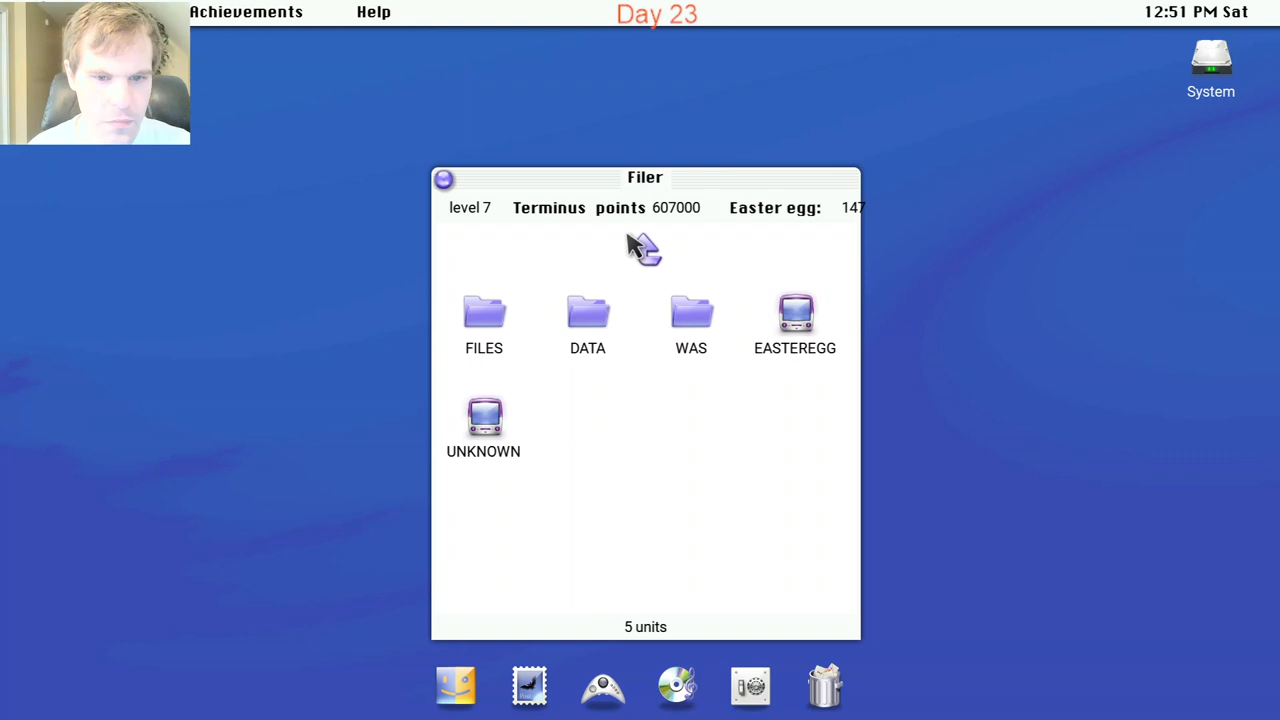 Achievements Help Day 23 12:51 PM Sat
System
Filer
level 7 Terminus points 607000 Easter egg: 147
FILES DATA WAS EASTEREGG
UNKNOWN
5 units